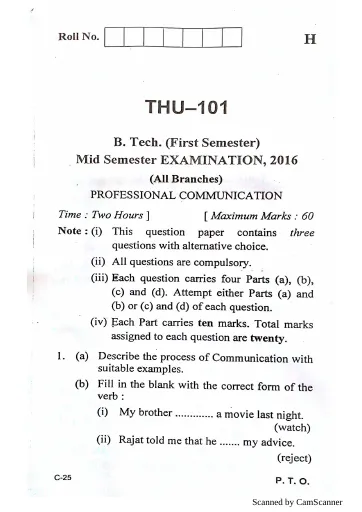 Roll No.
H
THU–101
B. Tech. (First Semester)
Mid Semester EXAMINATION, 2016
(All Branches)
PROFESSIONAL COMMUNICATION
Time : Two Hours ] [ Maximum Marks : 60
Note : (i) This question paper contains three
questions with alternative choice.
(ii) All questions are compulsory.
(iii) Each question carries four Parts (a), (b),
(c) and (d). Attempt either Parts (a) and
(b) or (c) and (d) of each question.
(iv) Each Part carries ten marks. Total marks
assigned to each question are twenty.
1. (a) Describe the process of Communication with
suitable examples.
(b) Fill in the blank with the correct form of the
verb :
(i) My brother ............. a movie last night.
(watch)
(ii) Rajat told me that he ....... my advice.
(reject)
C-25
P. T. O.
Scanned by CamScanner